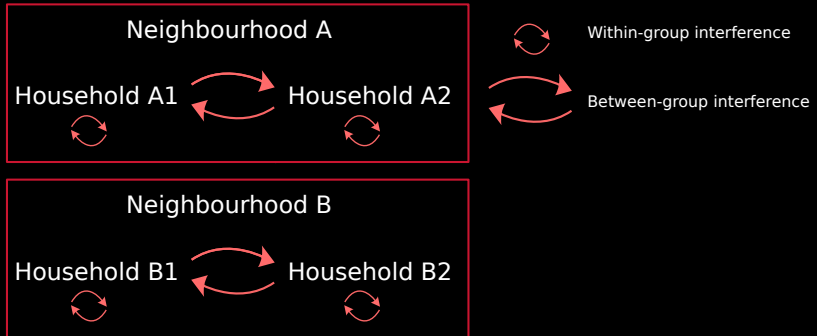 Neighbourhood A
Within-group interference
Household A1
Household A2
Between-group interference
Neighbourhood B
Household B1
Household B2